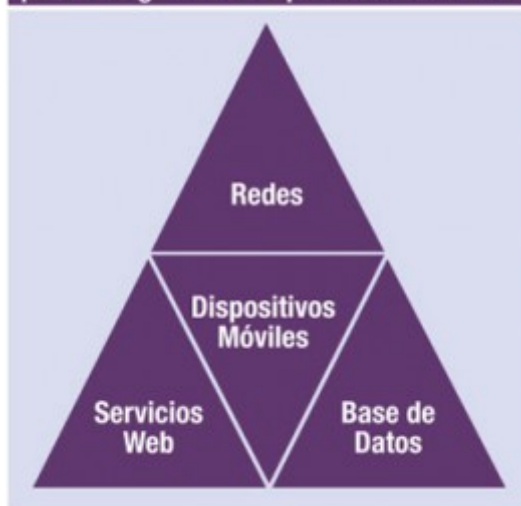 Redes
Dispositivos
Móviles
Servicios
Web
Base de
Datos